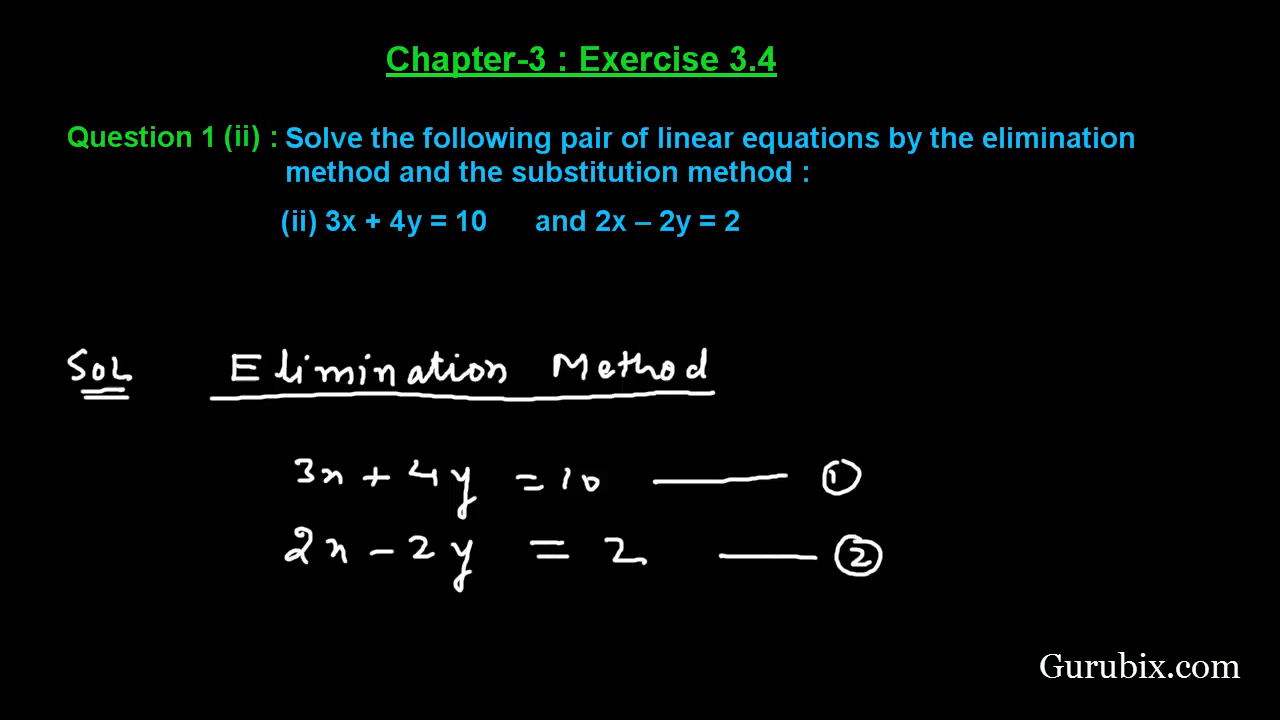 Chapter-3 : Exercise 3.4
Question 1 (ii) : Solve the following pair of linear equations by the elimination
method and the substitution method :
(ii) 3x + 4y = 10 and 2x – 2y = 2
Sol Elimination Method
3x + 4y = 10 —— ①
2x - 2y = 2 —— ②
Gurubix.com